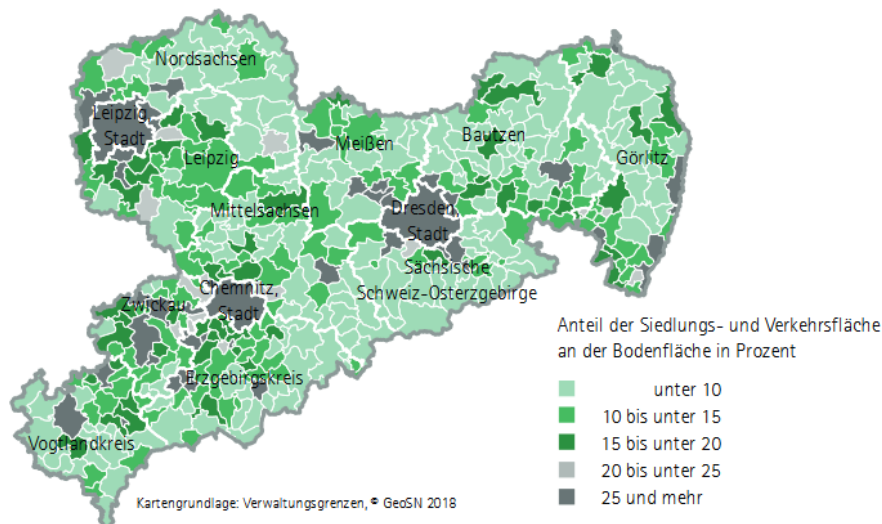 Nordsachsen
Leipzig,
Stadt
Leipzig
Meißen
Bautzen
Görlitz
Mittelsachsen
Dresden,
Stadt
Sächsische
Schweiz-Osterzgebirge
Chemnitz,
Stadt
Zwickau
Erzgebirgskreis
Vogtlandkreis
Anteil der Siedlungs- und Verkehrsfläche
an der Bodenfläche in Prozent
unter 10
10 bis unter 15
15 bis unter 20
20 bis unter 25
25 und mehr
Kartengrundlage: Verwaltungsgrenzen, © GeoSN 2018